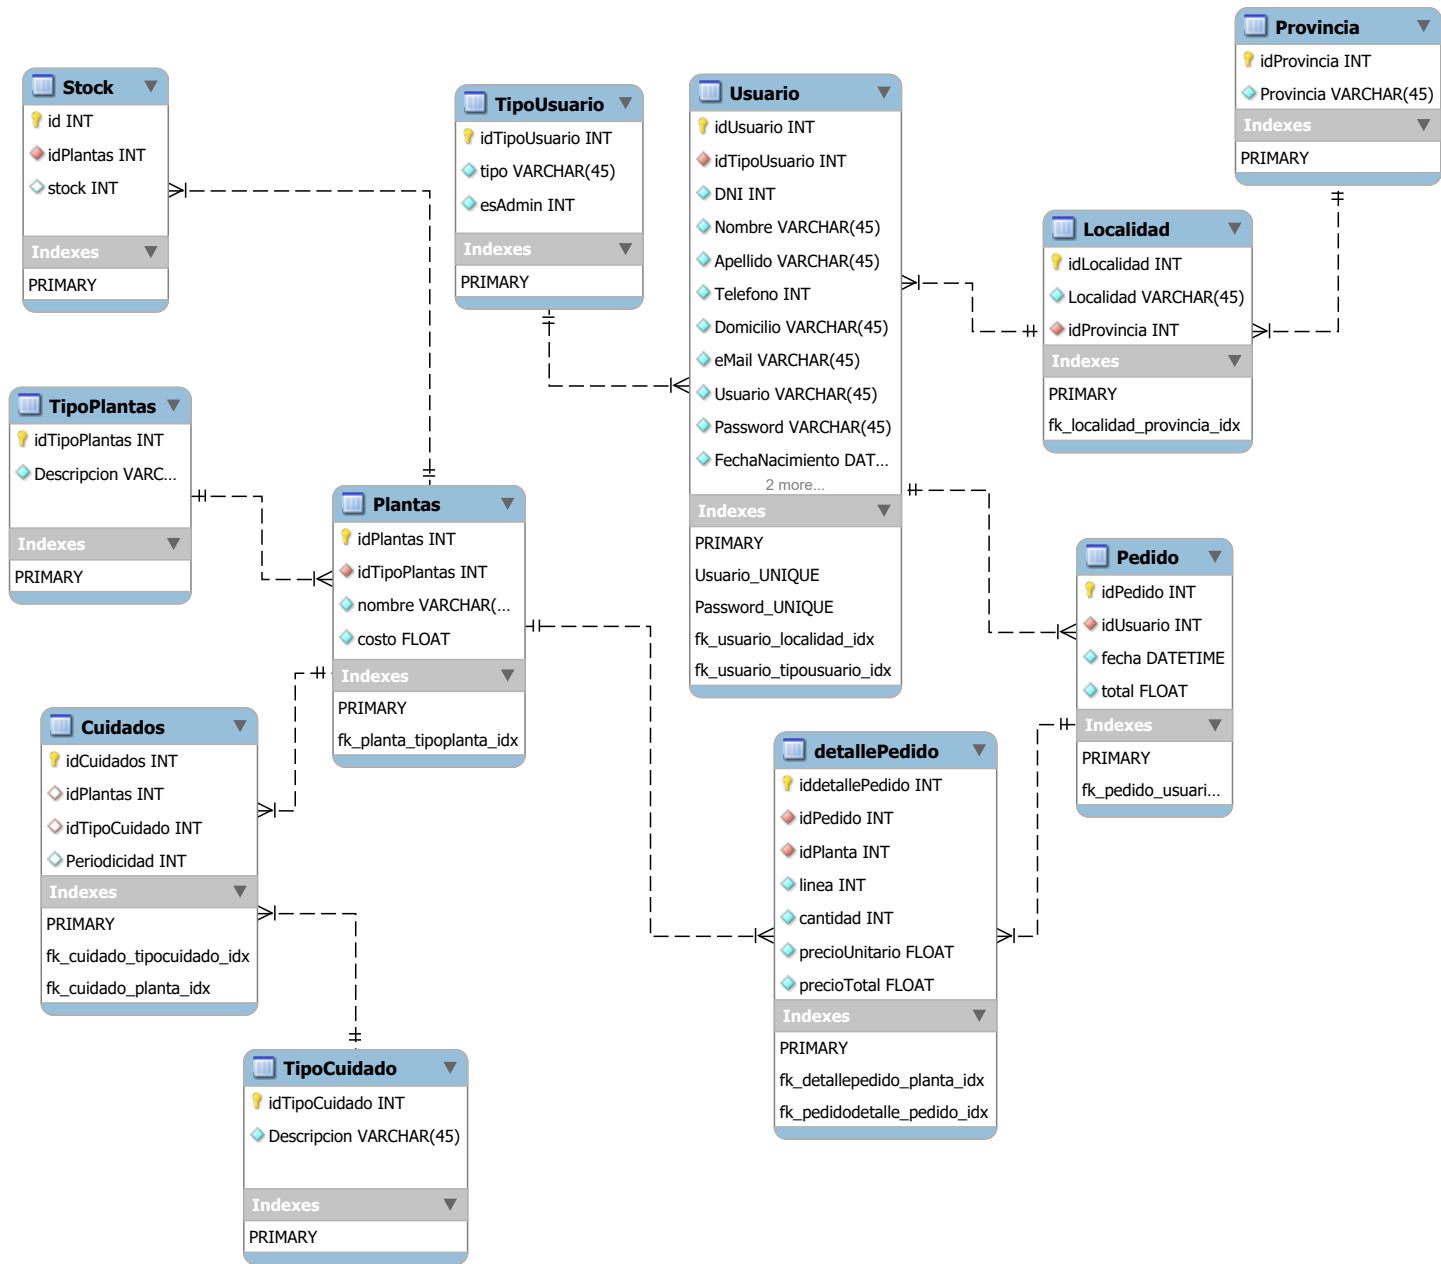 Provincia
idProvincia INT
Provincia VARCHAR(45)
Indexes
PRIMARY
Stock
id INT
idPlantas INT
stock INT
Indexes
PRIMARY
TipoUsuario
idTipoUsuario INT
tipo VARCHAR(45)
esAdmin INT
Indexes
PRIMARY
Usuario
idUsuario INT
idTipoUsuario INT
DNI INT
Nombre VARCHAR(45)
Apellido VARCHAR(45)
Telefono INT
Domicilio VARCHAR(45)
eMail VARCHAR(45)
Usuario VARCHAR(45)
Password VARCHAR(45)
FechaNacimiento DAT...
2 more...
Indexes
PRIMARY
Usuario_UNIQUE
Password_UNIQUE
fk_usuario_localidad_idx
fk_usuario_tipousuario_idx
Localidad
idLocalidad INT
Localidad VARCHAR(45)
idProvincia INT
Indexes
PRIMARY
fk_localidad_provincia_idx
TipoPlantas
idTipoPlantas INT
Descripcion VARC...
Indexes
PRIMARY
Plantas
idPlantas INT
idTipoPlantas INT
nombre VARCHAR(...
costo FLOAT
Indexes
PRIMARY
fk_planta_tipoplanta_idx
Pedido
idPedido INT
idUsuario INT
fecha DATETIME
total FLOAT
Indexes
PRIMARY
fk_pedido_usuari...
Cuidados
idCuidados INT
idPlantas INT
idTipoCuidado INT
Periodicidad INT
Indexes
PRIMARY
fk_cuidado_tipocuidado_idx
fk_cuidado_planta_idx
detallePedido
iddetallePedido INT
idPedido INT
idPlanta INT
linea INT
cantidad INT
precioUnitario FLOAT
precioTotal FLOAT
Indexes
PRIMARY
fk_detallepedido_planta_idx
fk_pedidodetalle_pedido_idx
TipoCuidado
idTipoCuidado INT
Descripcion VARCHAR(45)
Indexes
PRIMARY